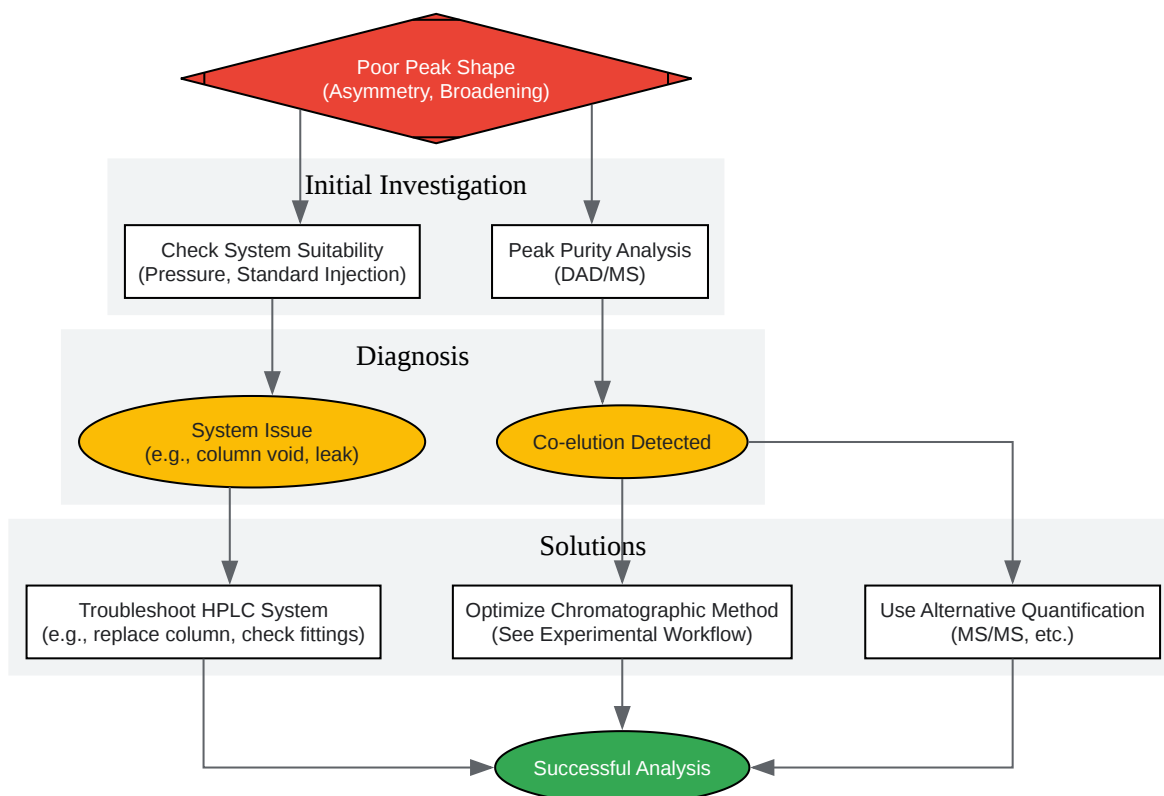 Poor Peak Shape
(Asymmetry, Broadening)
Initial Investigation
Check System Suitability
(Pressure, Standard Injection)
Peak Purity Analysis
(DAD/MS)
Diagnosis
System Issue
(e.g., column void, leak)
Co-elution Detected
Solutions
Troubleshoot HPLC System
(e.g., replace column, check fittings)
Optimize Chromatographic Method
(See Experimental Workflow)
Use Alternative Quantification
(MS/MS, etc.)
Successful Analysis